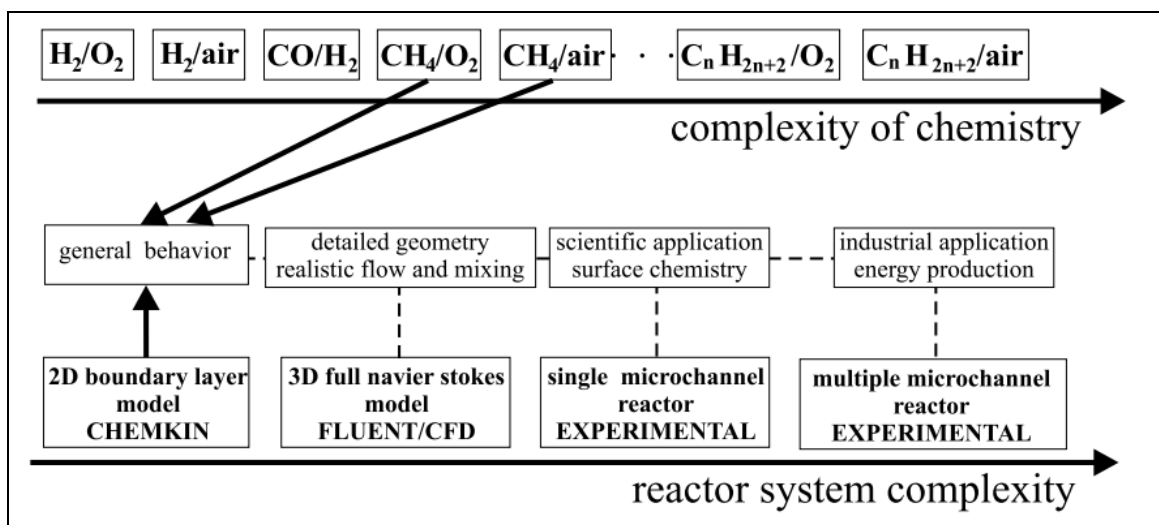 H₂/O₂ H₂/air CO/H₂ CH₄/O₂ CH₄/air · · CₙH₂ₙ₊₂/O₂ CₙH₂ₙ₊₂/air
complexity of chemistry
general behavior
detailed geometry
realistic flow and mixing
scientific application
surface chemistry
industrial application
energy production
2D boundary layer
model
CHEMKIN
3D full navier stokes
model
FLUENT/CFD
single microchannel
reactor
EXPERIMENTAL
multiple microchannel
reactor
EXPERIMENTAL
reactor system complexity